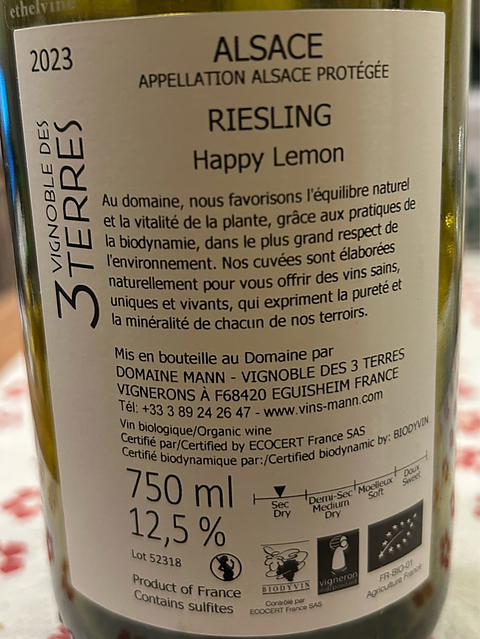 ethelvine
2023
ALSACE
APPELLATION ALSACE PROTÉGÉE
RIESLING
Happy Lemon
VIGNOBLE DES
3 TERRES
Au domaine, nous favorisons l'équilibre naturel
et la vitalité de la plante, grâce aux pratiques de
la biodynamie, dans le plus grand respect de
l'environnement. Nos cuvées sont élaborées
naturellement pour vous offrir des vins sains,
uniques et vivants, qui expriment la pureté et
la minéralité de chacun de nos terroirs.
Mis en bouteille au Domaine par
DOMAINE MANN - VIGNOBLE DES 3 TERRES
VIGNERONS À F68420 EGUISHEIM FRANCE
Tél: +33 3 89 24 26 47 - www.vins-mann.com
Vin biologique/Organic wine
Certifié par/Certified by ECOCERT France SAS
Certifié biodynamique par:/Certified biodynamic by: BIODYVIN
750 ml
12,5 %
Sec
Dry
Demi-Sec
Medium
Dry
Moelleux
Soft
Doux
Sweet
Lot 52318
Product of France
Contains sulfites
BIODYVIN
Contrôlé par
ECOCERT France SAS
vigneron
FR-BIO-01
Agriculture France